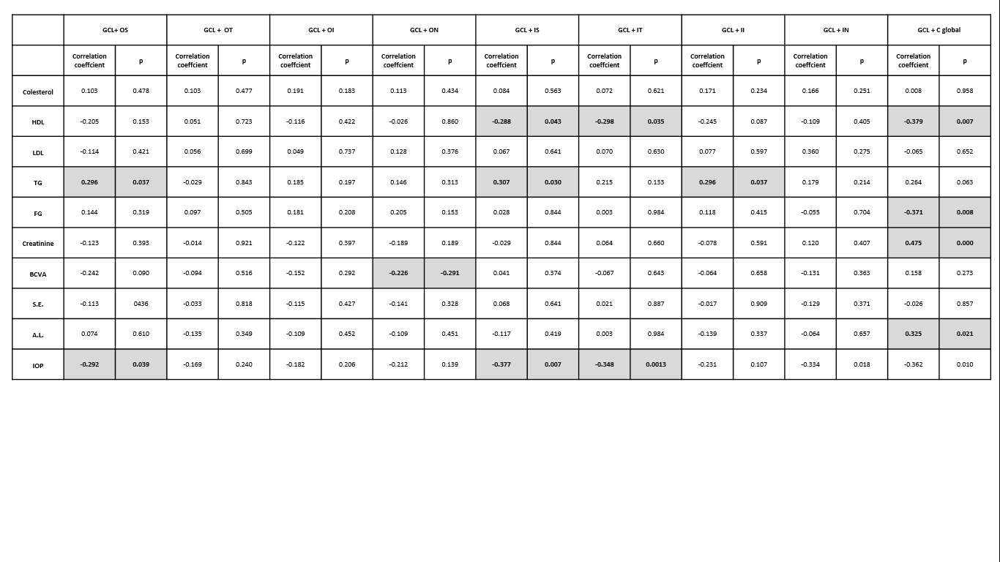 GCL+ OS GCL + OT GCL + OI GCL + ON GCL + IS GCL + IT GCL + II GCL + IN GCL + C global
Correlation coeffcient p Correlation coeffcient p Correlation coeffcient p Correlation coeffcient p Correlation coeffcient p Correlation coeffcient p Correlation coeffcient p Correlation coeffcient p Correlation coeffcient p
Colesterol 0.103 0.478 0.103 0.477 0.191 0.183 0.113 0.434 0.084 0.563 0.072 0.621 0.171 0.234 0.166 0.251 0.008 0.958
HDL -0.205 0.153 0.051 0.723 -0.116 0.422 -0.026 0.860 -0.288 0.043 -0.298 0.035 -0.245 0.087 -0.109 0.405 -0.379 0.007
LDL -0.114 0.421 0.056 0.699 0.049 0.737 0.128 0.376 0.067 0.641 0.070 0.630 0.077 0.597 0.360 0.275 -0.065 0.652
TG 0.296 0.037 -0.029 0.843 0.185 0.197 0.146 0.313 0.307 0.030 0.215 0.133 0.296 0.037 0.179 0.214 0.264 0.063
FG 0.144 0.319 0.097 0.505 0.181 0.208 0.205 0.153 0.028 0.844 0.003 0.984 0.118 0.415 -0.055 0.704 -0.371 0.008
Creatinine -0.123 0.393 -0.014 0.921 -0.122 0.397 -0.189 0.189 -0.029 0.844 0.064 0.660 -0.078 0.591 0.120 0.407 0.475 0.000
BCVA -0.242 0.090 -0.094 0.516 -0.152 0.292 -0.226 -0.291 0.041 0.374 -0.067 0.643 -0.064 0.658 -0.131 0.363 0.158 0.273
S.E. -0.113 0436 -0.033 0.818 -0.115 0.427 -0.141 0.328 0.068 0.641 0.021 0.887 -0.017 0.909 -0.129 0.371 -0.026 0.857
A.L. 0.074 0.610 -0.135 0.349 -0.109 0.452 -0.109 0.451 -0.117 0.419 0.003 0.984 -0.139 0.337 -0.064 0.657 0.325 0.021
IOP -0.292 0.039 -0.169 0.240 -0.182 0.206 -0.212 0.139 -0.377 0.007 -0.348 0.0013 -0.231 0.107 -0.334 0.018 -0.362 0.010